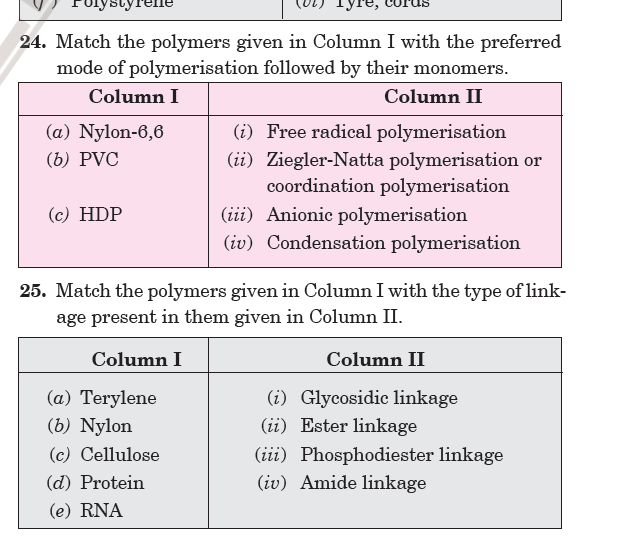 Polystyrene (vi) Tyre, cords
24. Match the polymers given in Column I with the preferred
mode of polymerisation followed by their monomers.
Column I Column II
(a) Nylon-6,6 (i) Free radical polymerisation
(b) PVC (ii) Ziegler-Natta polymerisation or
coordination polymerisation
(c) HDP (iii) Anionic polymerisation
(iv) Condensation polymerisation
25. Match the polymers given in Column I with the type of link-
age present in them given in Column II.
Column I Column II
(a) Terylene (i) Glycosidic linkage
(b) Nylon (ii) Ester linkage
(c) Cellulose (iii) Phosphodiester linkage
(d) Protein (iv) Amide linkage
(e) RNA